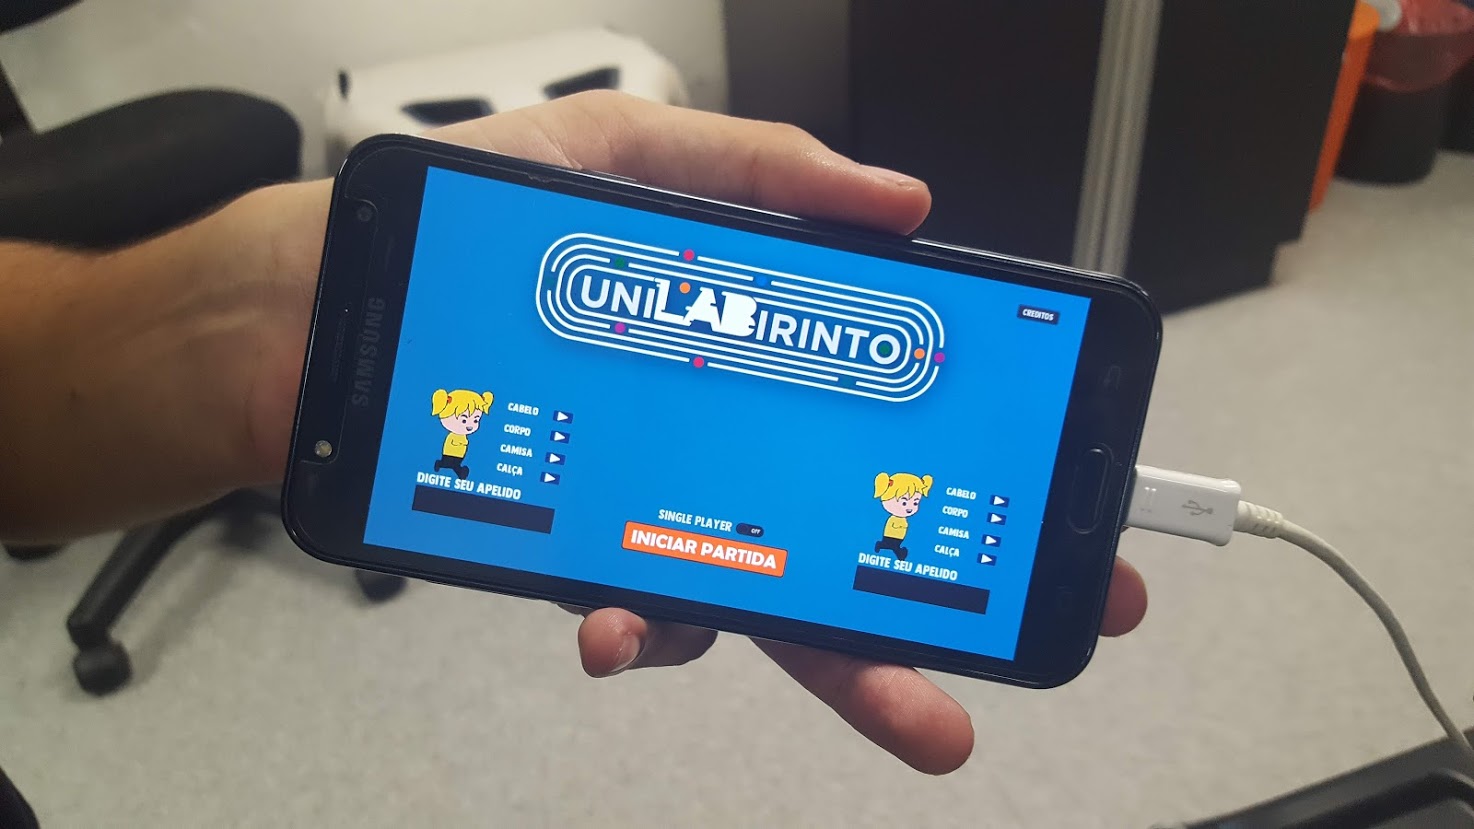 SAMSUNG
UNILABIRINTO
CREDITOS
CABELO
CORPO
CAMISA
CALÇA
DIGITE SEU APELIDO
SINGLE PLAYER OFF
INICIAR PARTIDA
CABELO
CORPO
CAMISA
CALÇA
DIGITE SEU APELIDO